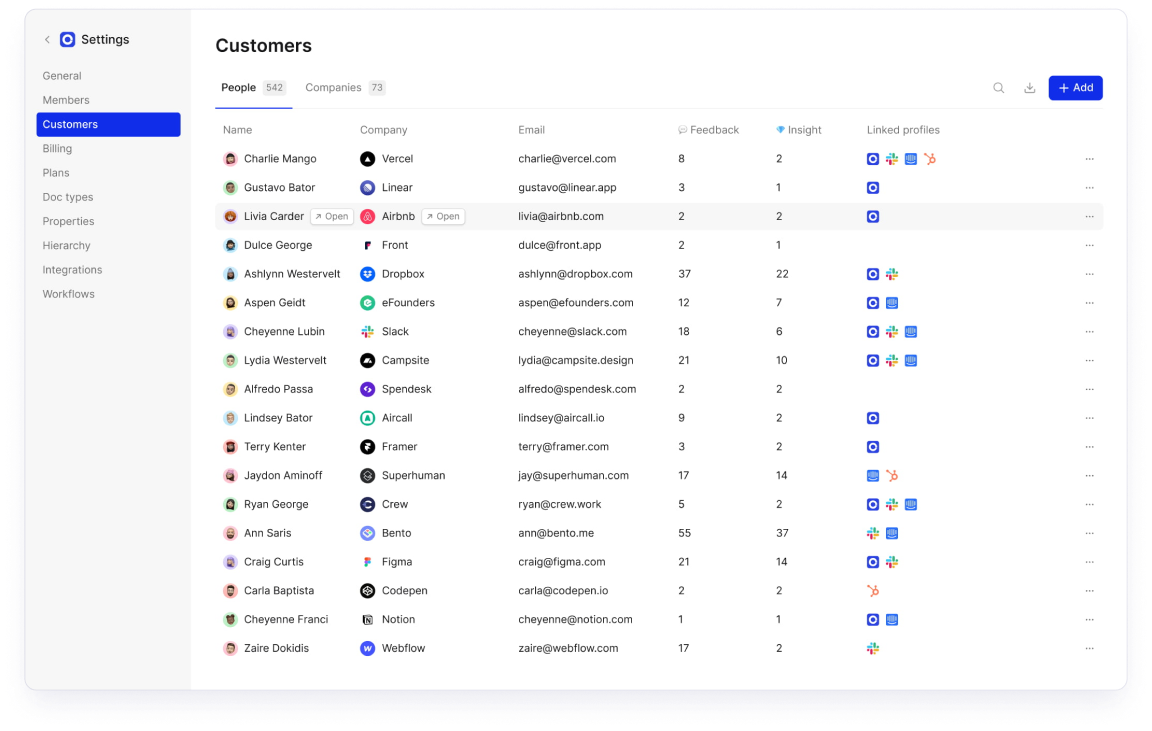 Settings
General
Members
Customers
Billing
Plans
Doc types
Properties
Hierarchy
Integrations
Workflows
Customers
People 542 Companies 73
Add
Name Company Email Feedback Insight Linked profiles
Charlie Mango Vercel charlie@vercel.com 8 2
Gustavo Bator Linear gustavo@linear.app 3 1
Livia Carder Open Airbnb Open livia@airbnb.com 2 2
Dulce George Front dulce@front.app 2 1
Ashlynn Westervelt Dropbox ashlynn@dropbox.com 37 22
Aspen Geidt eFounders aspen@efounders.com 12 7
Cheyenne Lubin Slack cheyenne@slack.com 18 6
Lydia Westervelt Campsite lydia@campsite.design 21 10
Alfredo Passa Spendesk alfredo@spendesk.com 2 2
Lindsey Bator Aircall lindsey@aircall.io 9 2
Terry Kenter Framer terry@framer.com 3 2
Jaydon Aminoff Superhuman jay@superhuman.com 17 14
Ryan George Crew ryan@crew.work 5 2
Ann Saris Bento ann@bento.me 55 37
Craig Curtis Figma craig@figma.com 21 14
Carla Baptista Codepen carla@codepen.io 2 2
Cheyenne Franci Notion cheyenne@notion.com 1 1
Zaire Dokidis Webflow zaire@webflow.com 17 2